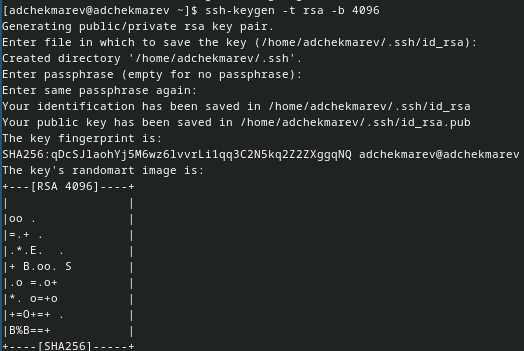 [adchekmarev@adchekmarev ~]$ ssh-keygen -t rsa -b 4096
Generating public/private rsa key pair.
Enter file in which to save the key (/home/adchekmarev/.ssh/id_rsa):
Created directory '/home/adchekmarev/.ssh'.
Enter passphrase (empty for no passphrase):
Enter same passphrase again:
Your identification has been saved in /home/adchekmarev/.ssh/id_rsa
Your public key has been saved in /home/adchekmarev/.ssh/id_rsa.pub
The key fingerprint is:
SHA256:qDcSJlaohYj5M6wz6lvvrLi1qq3C2N5kq2Z2ZXggqNQ adchekmarev@adchekmarev
The key's randomart image is:
+---[RSA 4096]----+
|                 |
|oo .             |
|=.+ .            |
|.*.E.  .         |
|+ B.oo. S        |
|.o =.o+          |
|*. o=+o          |
|+=O+=+ .         |
|B%B==+           |
+----[SHA256]-----+